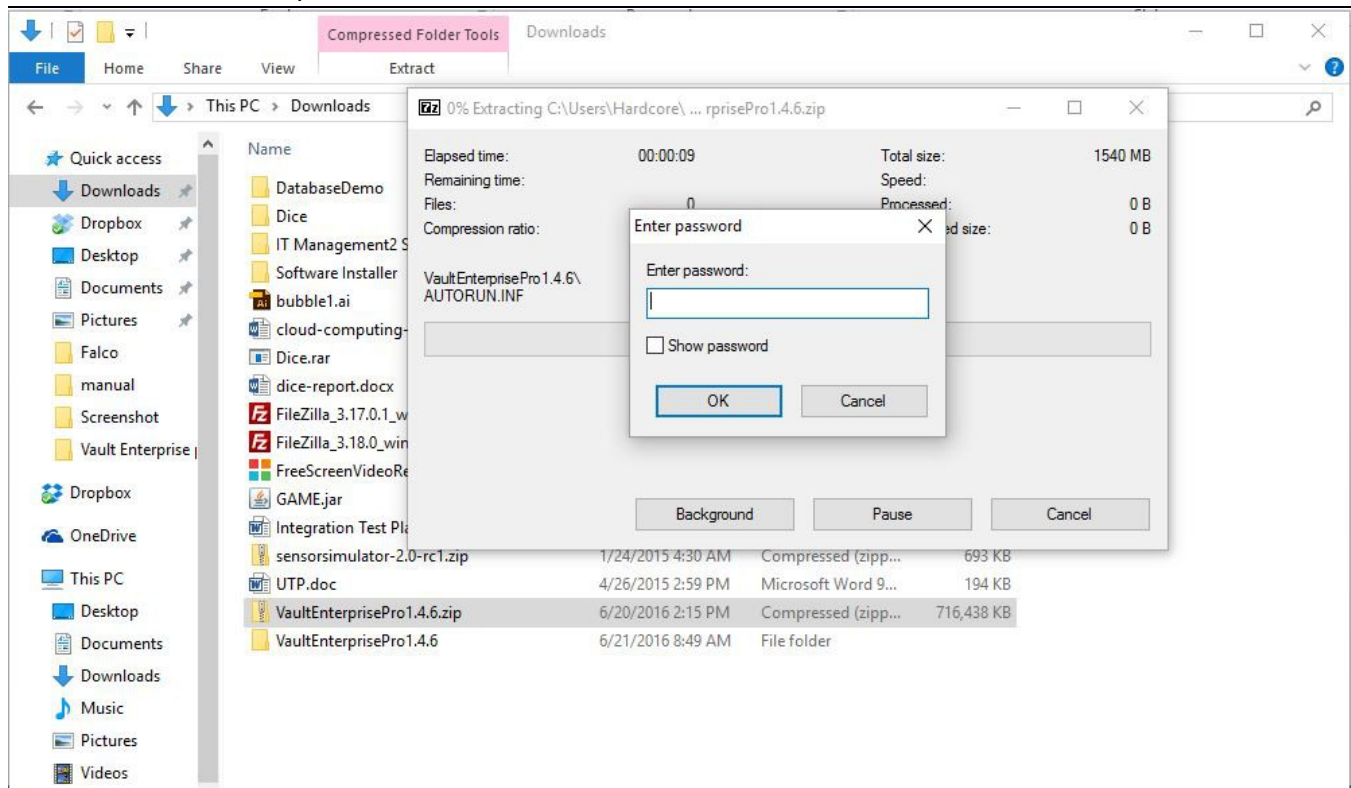 Compressed Folder Tools
Downloads
File
Home
Share
View
Extract
This PC > Downloads
Quick access
Downloads
Dropbox
Desktop
Documents
Pictures
Falco
manual
Screenshot
Vault Enterprise
Dropbox
OneDrive
This PC
Desktop
Documents
Downloads
Music
Pictures
Videos
Name
DatabaseDemo
Dice
IT Management2 S
Software Installer
bubble1.ai
cloud-computing-
Dice.rar
dice-report.docx
FileZilla_3.17.0.1_w
FileZilla_3.18.0_win
FreeScreenVideoRe
GAME.jar
Integration Test Pla
sensorsimulator-2.0-rc1.zip 1/24/2015 4:30 AM Compressed (zipp... 693 KB
UTP.doc 4/26/2015 2:59 PM Microsoft Word 9... 194 KB
VaultEnterprisePro1.4.6.zip 6/20/2016 2:15 PM Compressed (zipp... 716,438 KB
VaultEnterprisePro1.4.6 6/21/2016 8:49 AM File folder
7z 0% Extracting C:\Users\Hardcore\ ... rprisePro1.4.6.zip
Elapsed time: 00:00:09 Total size: 1540 MB
Remaining time: Speed:
Files: 0 Processed: 0 B
Compression ratio: ed size: 0 B
VaultEnterprisePro1.4.6\
AUTORUN.INF
Enter password
Enter password:
Show password
OK
Cancel
Background
Pause
Cancel